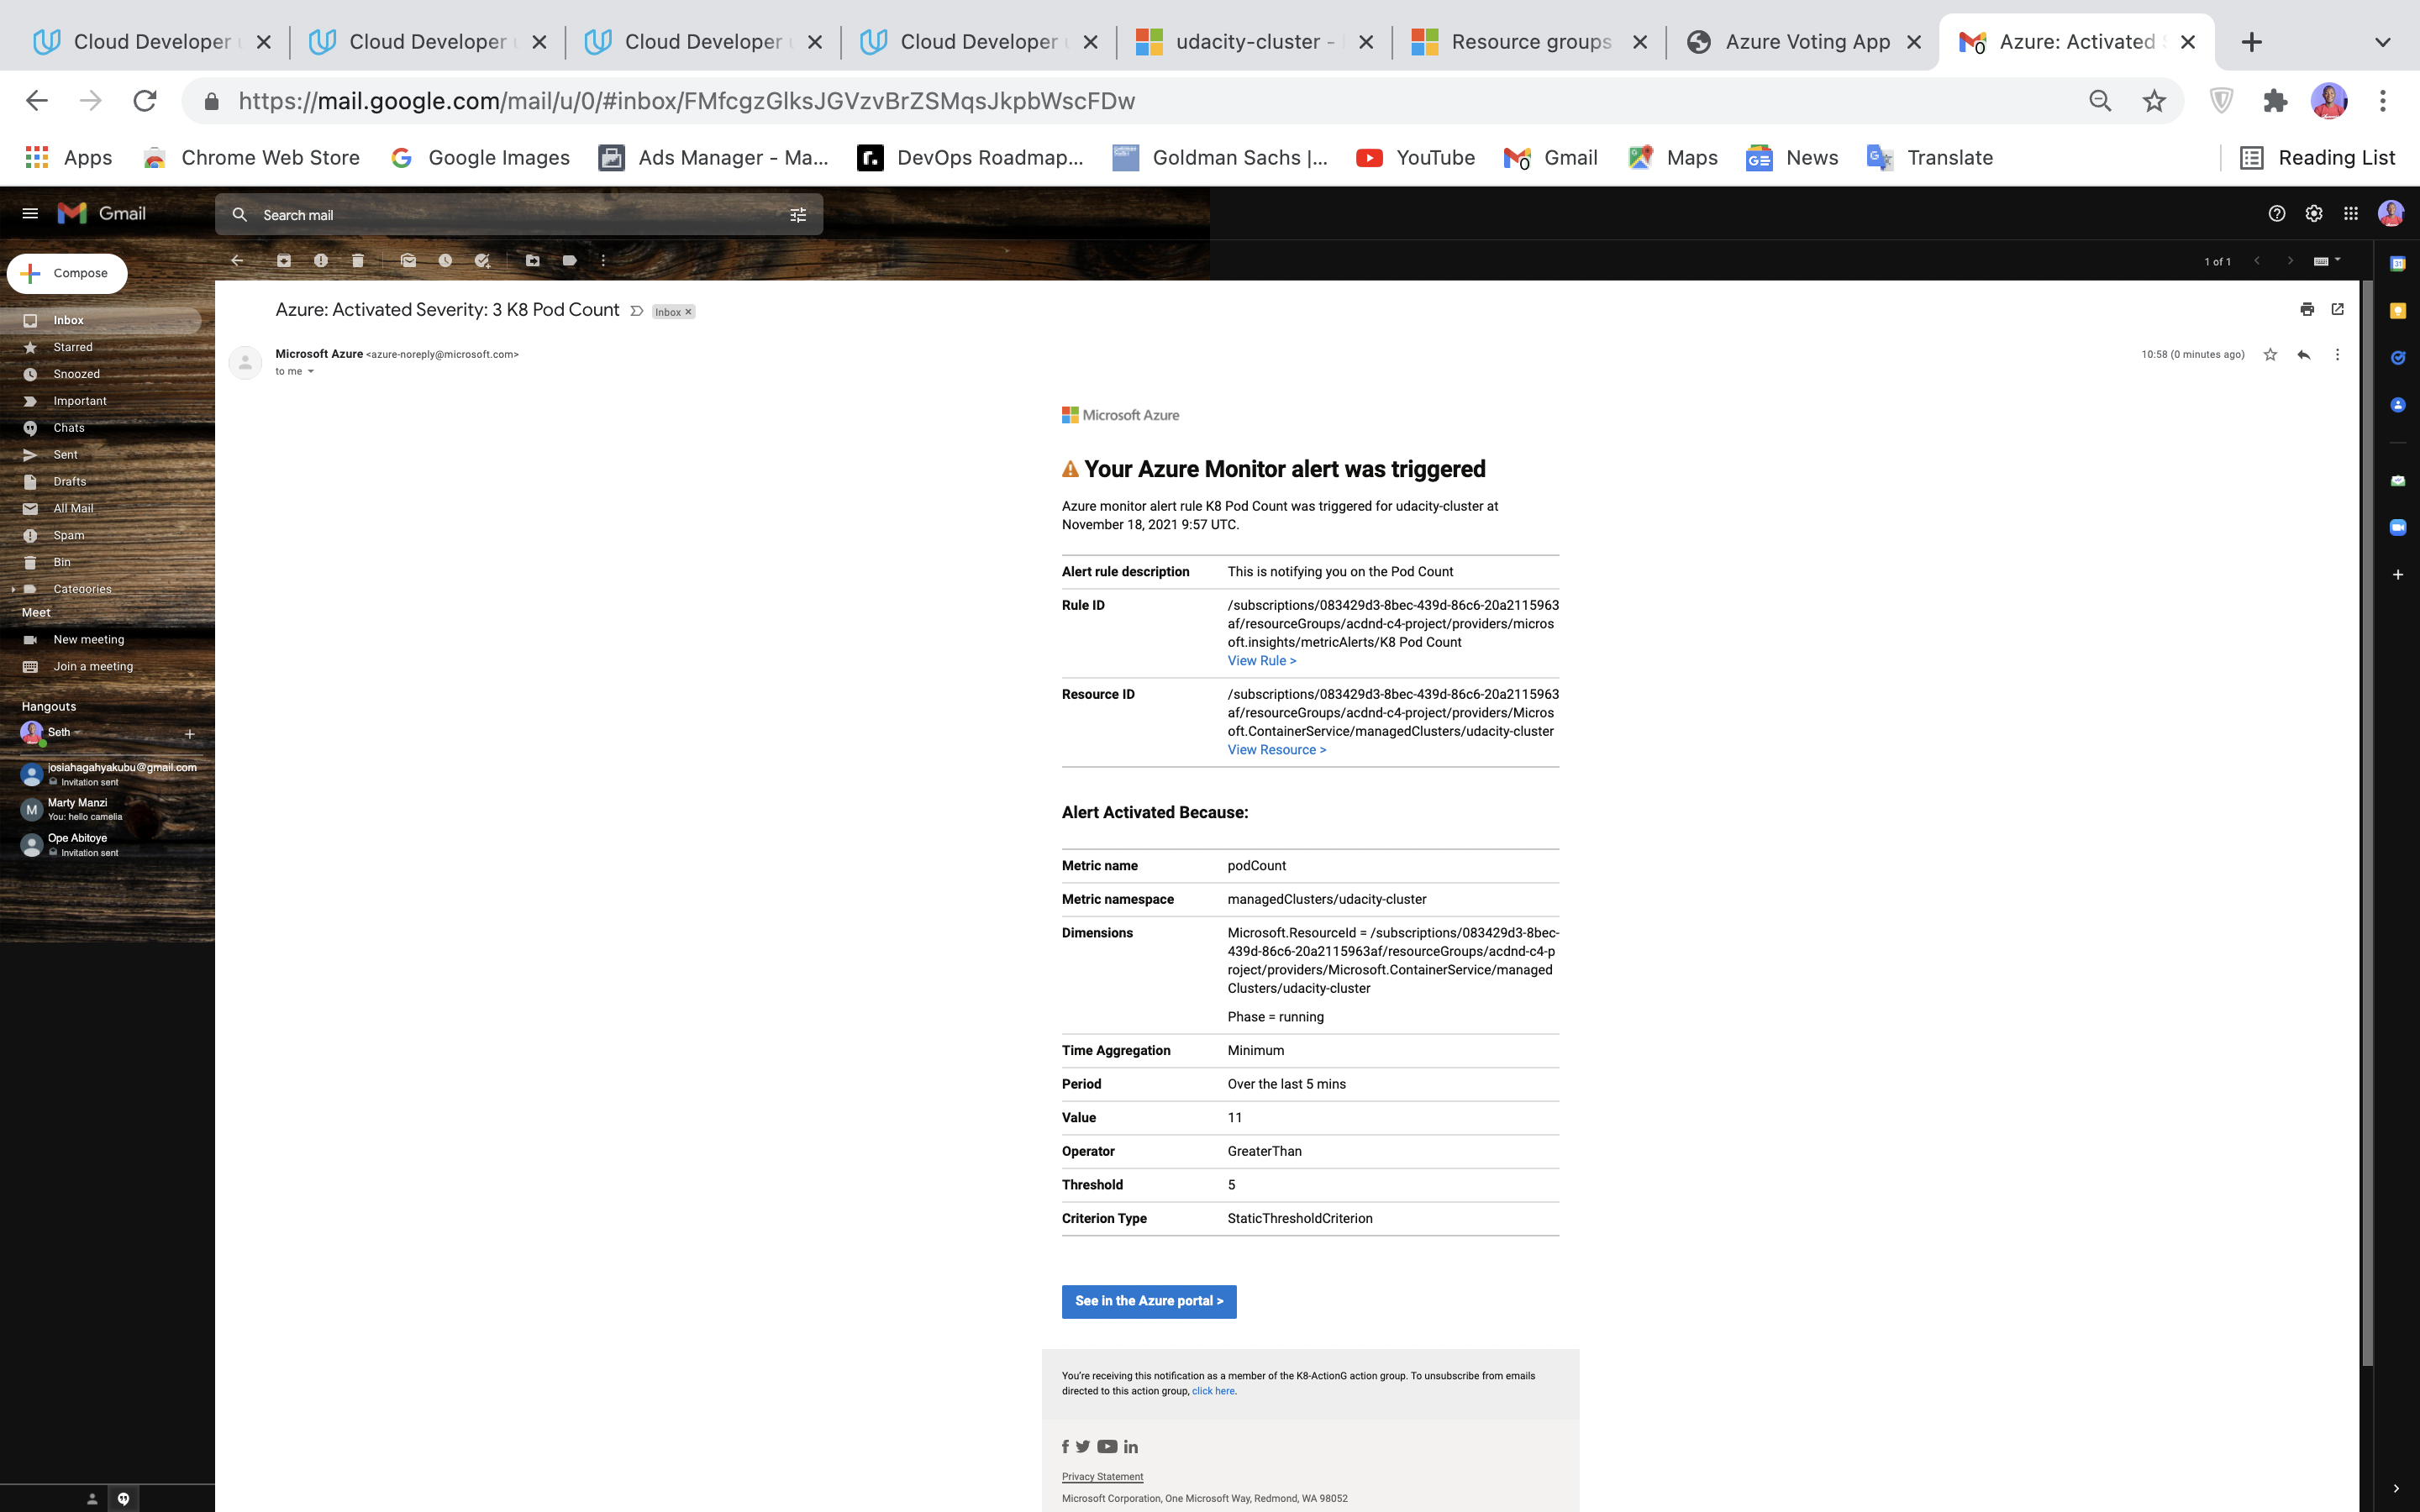 Cloud Developer
Cloud Developer
Cloud Developer
Cloud Developer
udacity-cluster -
Resource groups
Azure Voting App
Azure: Activated
https://mail.google.com/mail/u/0/#inbox/FMfcgzGlksJGVzvBrZSMqsJkpbWscFDw
Apps
Chrome Web Store
Google Images
Ads Manager - Ma...
DevOps Roadmap...
Goldman Sachs |...
YouTube
Gmail
Maps
News
Translate
Reading List
Gmail
Search mail
Compose
1 of 1
Inbox
Starred
Snoozed
Important
Chats
Sent
Drafts
All Mail
Spam
Bin
Categories
Meet
New meeting
Join a meeting
Hangouts
Seth
josiahagahyakubu@gmail.com
Invitation sent
M
Marty Manzi
You: hello camelia
Ope Abitoye
Invitation sent
Azure: Activated Severity: 3 K8 Pod Count
Inbox
Microsoft Azure <azure-noreply@microsoft.com>
to me
10:58 (0 minutes ago)
Microsoft Azure
Your Azure Monitor alert was triggered
Azure monitor alert rule K8 Pod Count was triggered for udacity-cluster at
November 18, 2021 9:57 UTC.
Alert rule description This is notifying you on the Pod Count
Rule ID /subscriptions/083429d3-8bec-439d-86c6-20a2115963
af/resourceGroups/acdnd-c4-project/providers/micros
oft.insights/metricAlerts/K8 Pod Count
View Rule >
Resource ID /subscriptions/083429d3-8bec-439d-86c6-20a2115963
af/resourceGroups/acdnd-c4-project/providers/Micros
oft.ContainerService/managedClusters/udacity-cluster
View Resource >
Alert Activated Because:
Metric name podCount
Metric namespace managedClusters/udacity-cluster
Dimensions Microsoft.ResourceId = /subscriptions/083429d3-8bec-
439d-86c6-20a2115963af/resourceGroups/acdnd-c4-p
roject/providers/Microsoft.ContainerService/managed
Clusters/udacity-cluster
Phase = running
Time Aggregation Minimum
Period Over the last 5 mins
Value 11
Operator GreaterThan
Threshold 5
Criterion Type StaticThresholdCriterion
See in the Azure portal >
You're receiving this notification as a member of the K8-ActionG action group. To unsubscribe from emails
directed to this action group, click here.
Privacy Statement
Microsoft Corporation, One Microsoft Way, Redmond, WA 98052